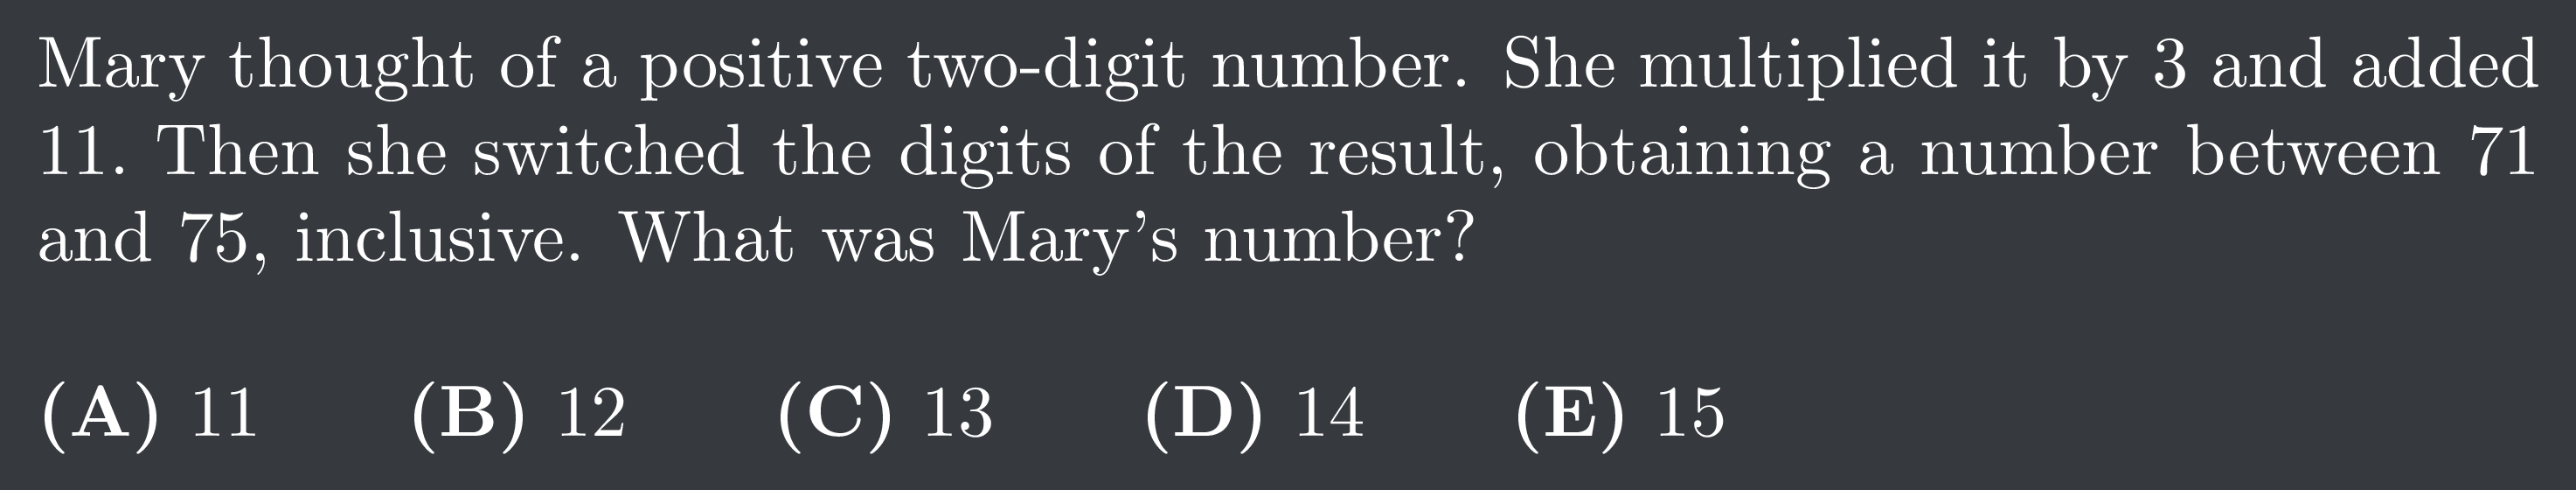 Mary thought of a positive two-digit number. She multiplied it by 3 and added
11. Then she switched the digits of the result, obtaining a number between 71
and 75, inclusive. What was Mary's number?
(A) 11 (B) 12 (C) 13 (D) 14 (E) 15